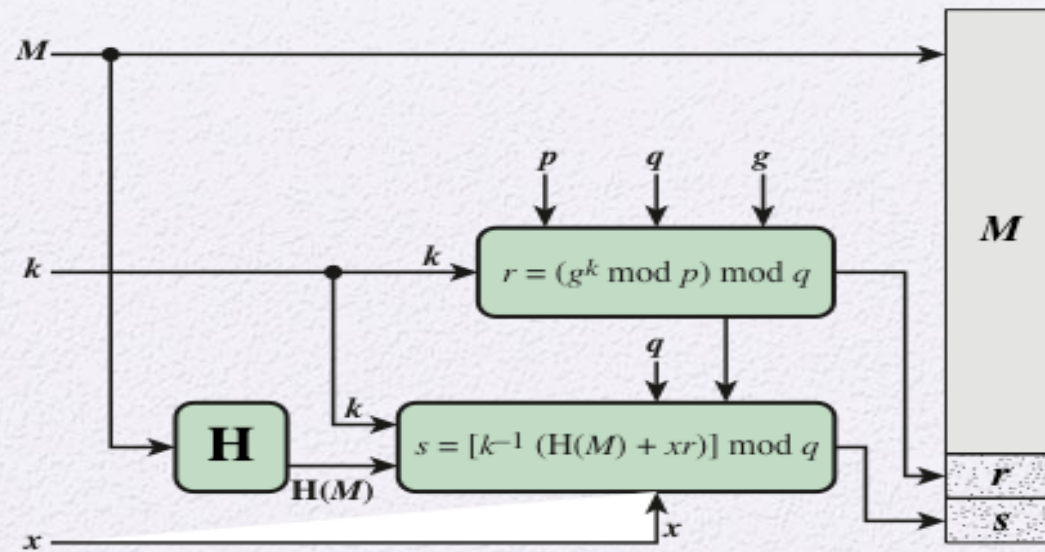 M
p q g
M
k k r = (g^k mod p) mod q
q
k
H s = [k^–1 (H(M) + xr)] mod q
r
H(M)
s
x x